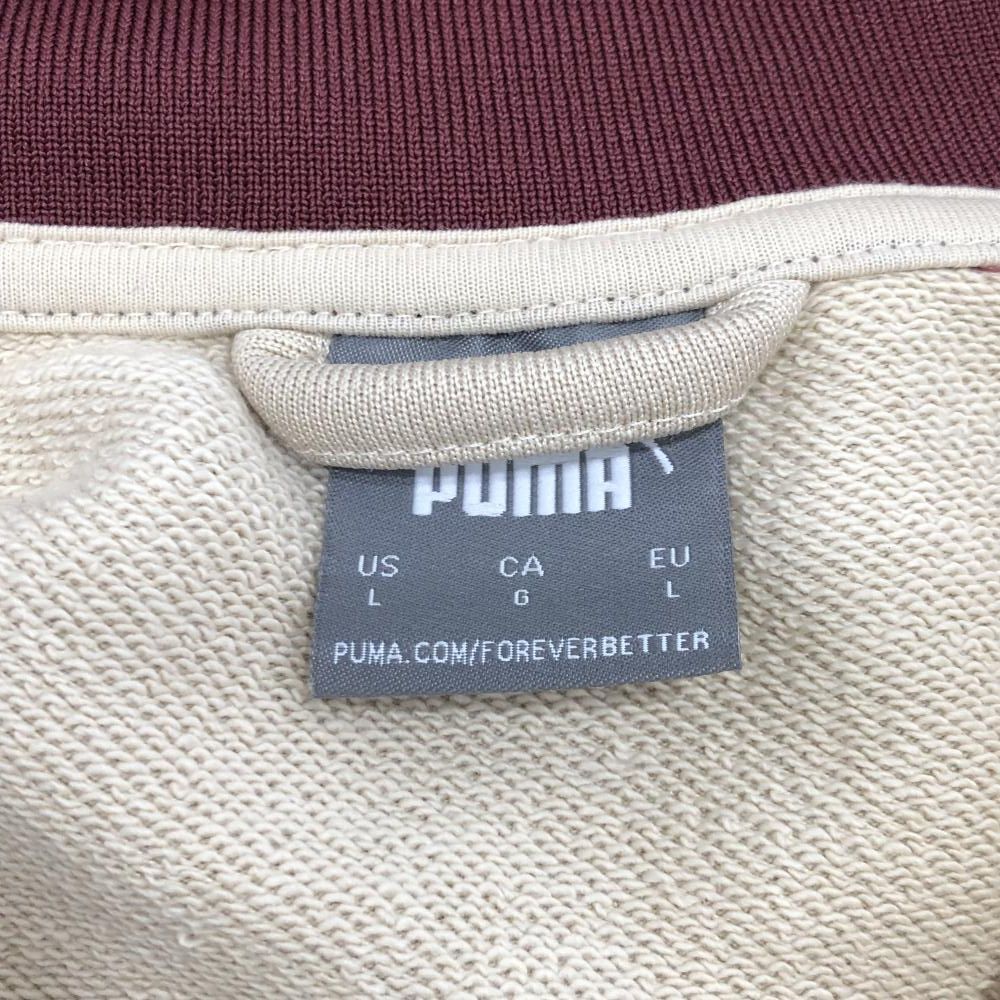 PUMA
US CA EU
L G L
PUMA.COM/FOREVERBETTER